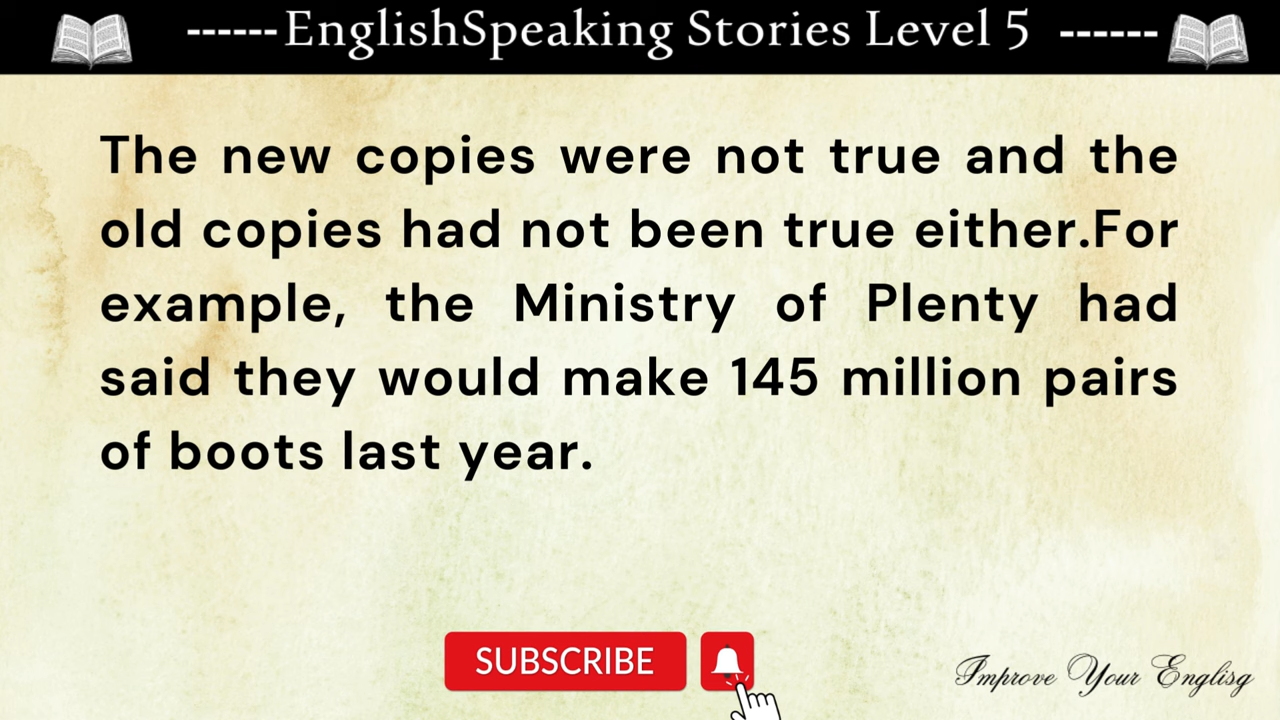 ------EnglishSpeaking Stories Level 5 ------
The new copies were not true and the
old copies had not been true either.For
example, the Ministry of Plenty had
said they would make 145 million pairs
of boots last year.
SUBSCRIBE
Improve Your Englisg